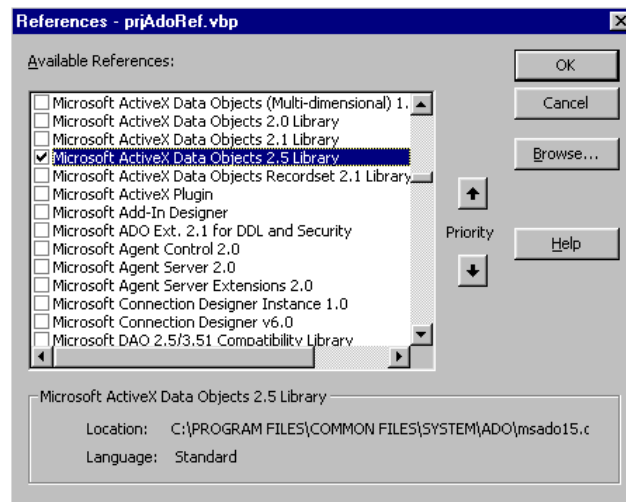 References - prjAdoRef.vbp
Available References:
OK
Microsoft ActiveX Data Objects (Multi-dimensional) 1.
Microsoft ActiveX Data Objects 2.0 Library
Cancel
Microsoft ActiveX Data Objects 2.1 Library
Microsoft ActiveX Data Objects 2.5 Library
Browse...
Microsoft ActiveX Data Objects Recordset 2.1 Library
Microsoft ActiveX Plugin
Microsoft Add-In Designer
Microsoft ADO Ext. 2.1 for DDL and Security
Priority
Help
Microsoft Agent Control 2.0
Microsoft Agent Server 2.0
Microsoft Agent Server Extensions 2.0
Microsoft Connection Designer Instance 1.0
Microsoft Connection Designer v6.0
Microsoft DAO 2.5/3.51 Compatibility Library
Microsoft ActiveX Data Objects 2.5 Library
Location: C:\PROGRAM FILES\COMMON FILES\SYSTEM\ADO\msado15.c
Language: Standard